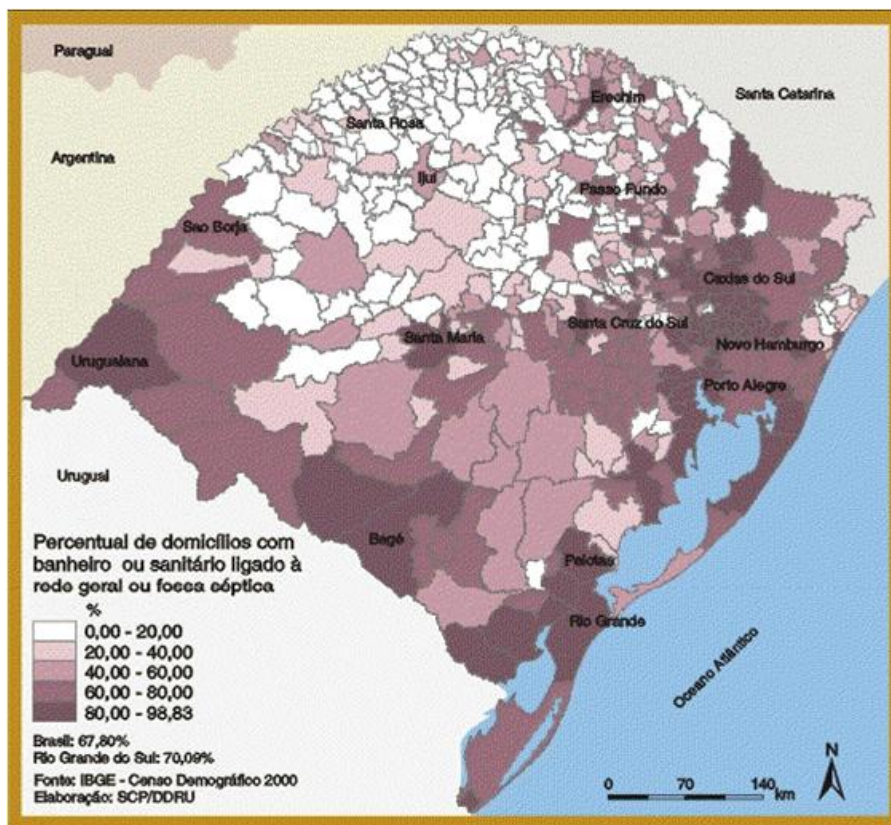 Paraguai
Santa Catarina
Erechim
Santa Rosa
Argentina
Ijuí
Passo Fundo
Sao Borja
Caxias do Sul
Santa Maria
Santa Cruz do Sul
Novo Hamburgo
Uruguaiana
Porto Alegre
Uruguai
Bagé
Pelotas
Rio Grande
Oceano Atlântico
Percentual de domicílios com
banheiro ou sanitário ligado à
rede geral ou fossa séptica
%
0,00 - 20,00
20,00 - 40,00
40,00 - 60,00
60,00 - 80,00
80,00 - 98,83
Brasil: 67,80%
Rio Grande do Sul: 70,09%
Fonte: IBGE - Censo Demográfico 2000
Elaboração: SCP/DDRU
N
0 70 140
km